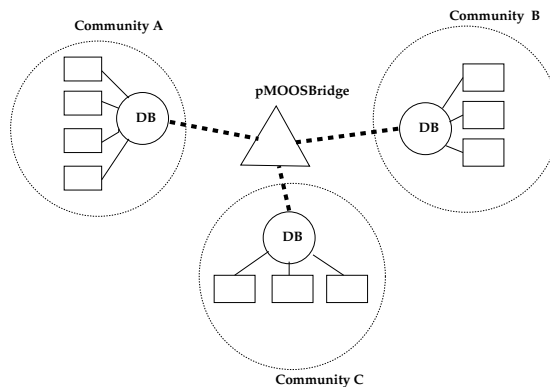 Community A
Community B
pMOOSBridge
DB
DB
DB
Community C